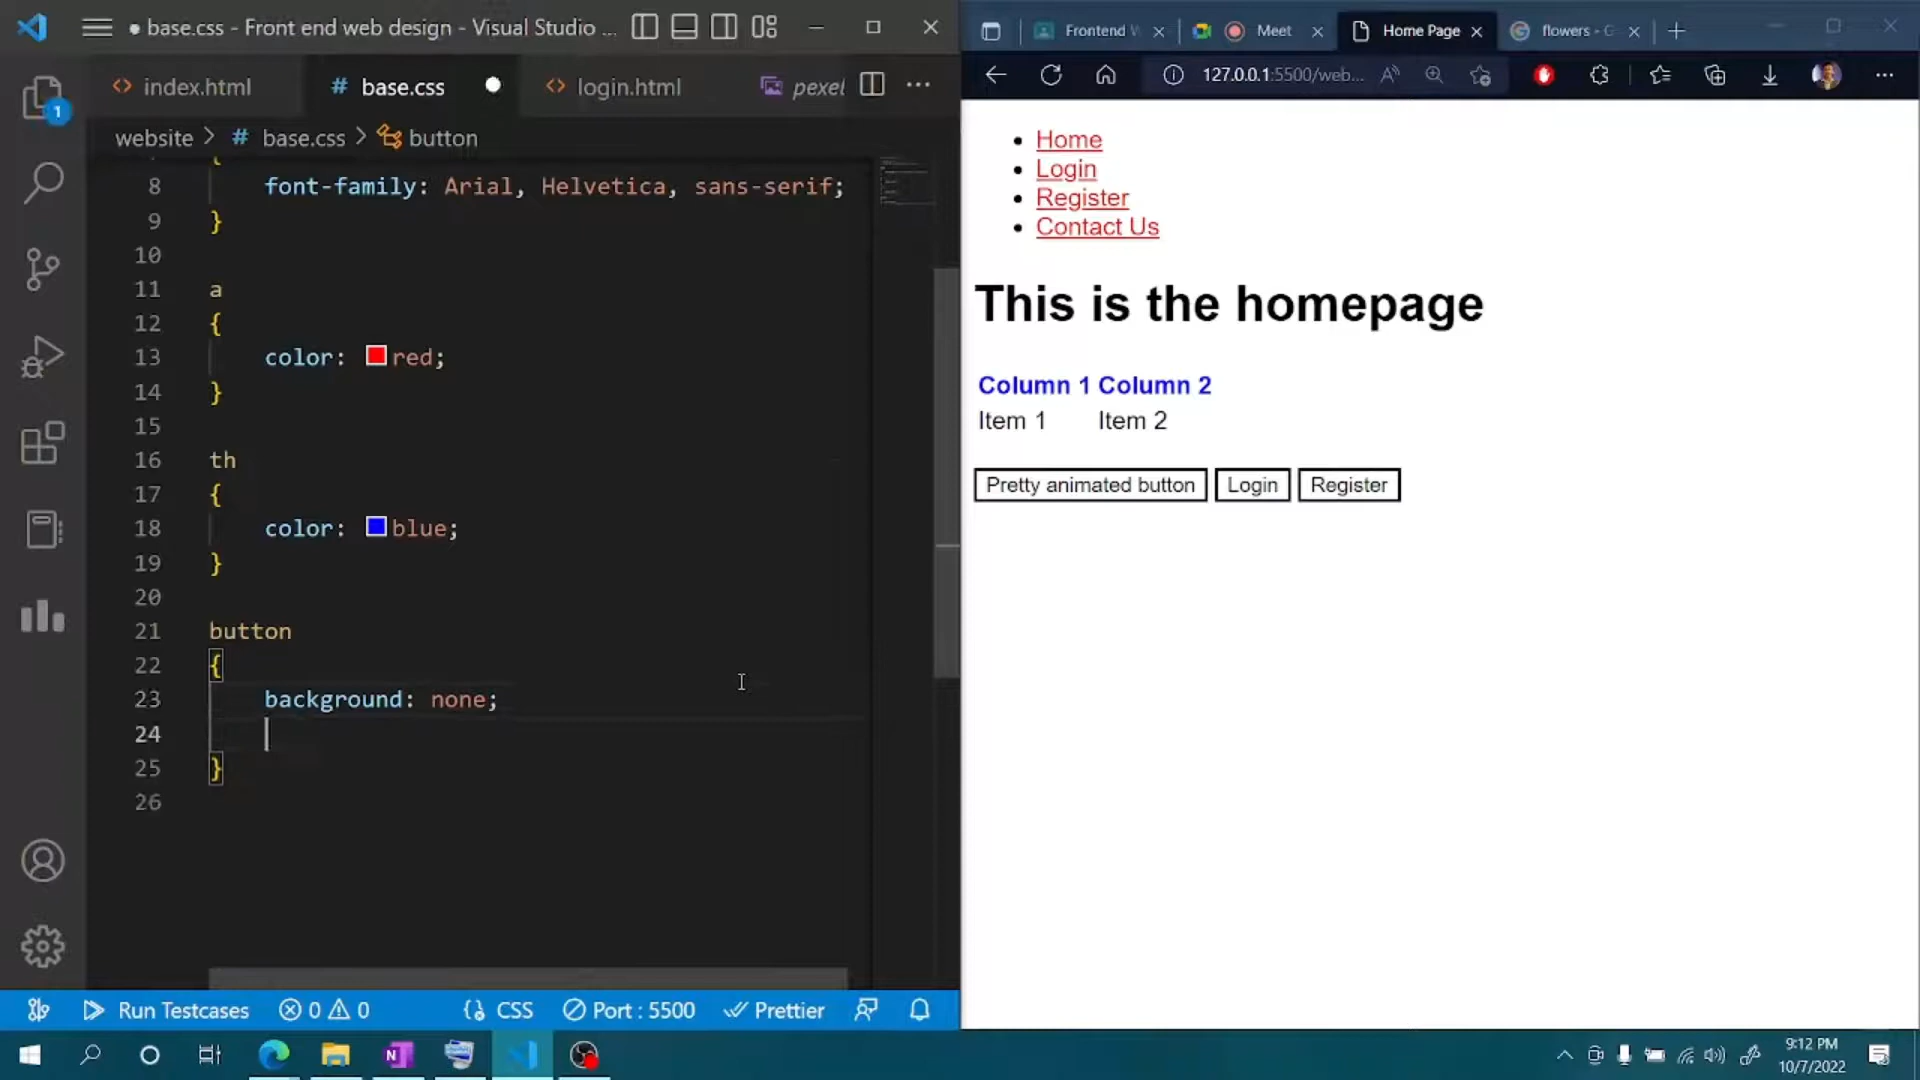 base.css - Front end web design - Visual Studio ...
index.html
# base.css
login.html
pexel
website > # base.css > button
8 font-family: Arial, Helvetica, sans-serif;
9 }
10
11 a
12 {
13 color: red;
14 }
15
16 th
17 {
18 color: blue;
19 }
20
21 button
22 {
23 background: none;
24
25 }
26
1
Run Testcases
0 0
CSS
Port : 5500
Prettier
Frontend
Meet
Home Page
flowers -
127.0.0.1:5500/web...
• Home
• Login
• Register
• Contact Us
This is the homepage
Column 1 Column 2
Item 1 Item 2
Pretty animated button Login Register
9:12 PM
10/7/2022